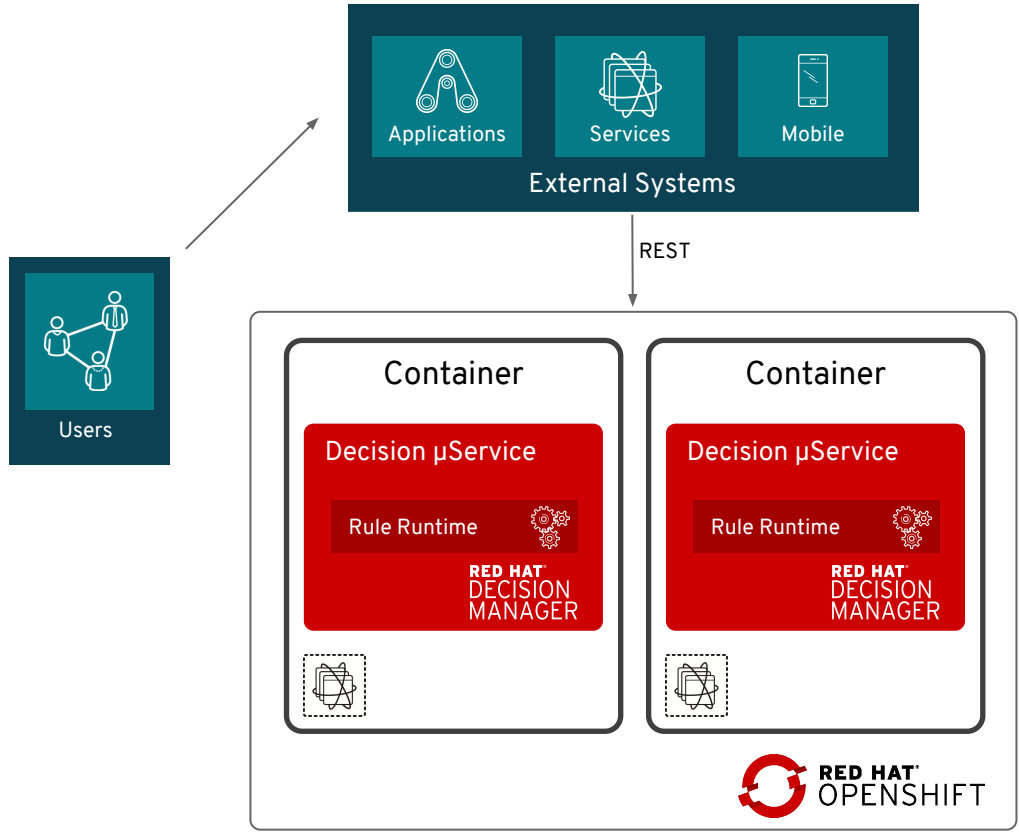 Applications
Services
Mobile
External Systems
REST
Users
Container
Decision µService
Rule Runtime
RED HAT®
DECISION
MANAGER
Container
Decision µService
Rule Runtime
RED HAT®
DECISION
MANAGER
RED HAT®
OPENSHIFT